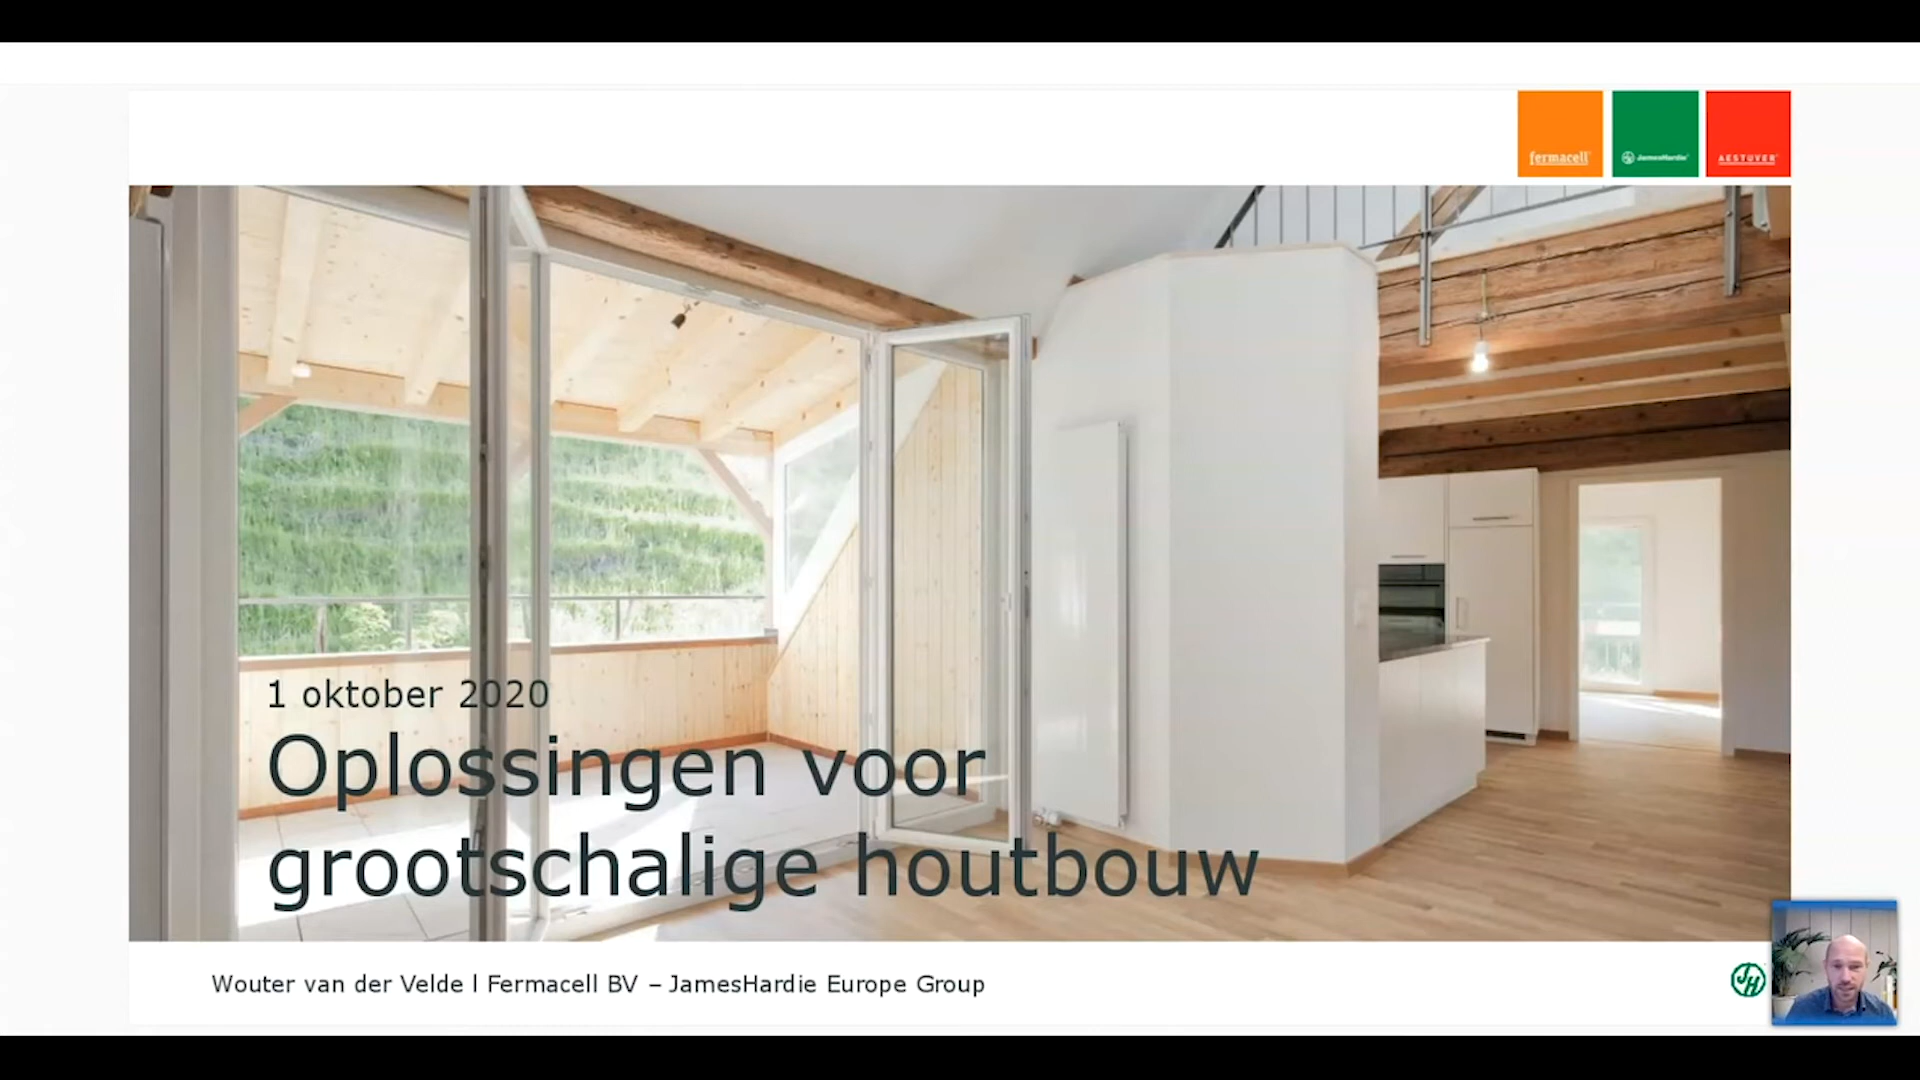 fermacell
JamesHardie
AESTUVER
1 oktober 2020
Oplossingen voor
grootschalige houtbouw
Wouter van der Velde l Fermacell BV – JamesHardie Europe Group
JH